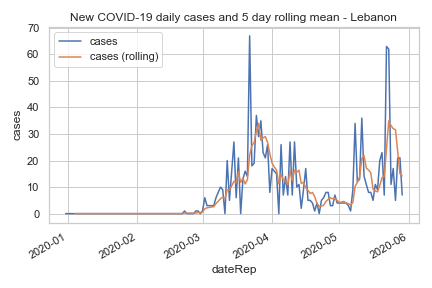 New COVID-19 daily cases and 5 day rolling mean - Lebanon
cases
cases (rolling)
70
60
50
40
30
20
10
0
cases
2020-01
2020-02
2020-03
2020-04
2020-05
2020-06
dateRep